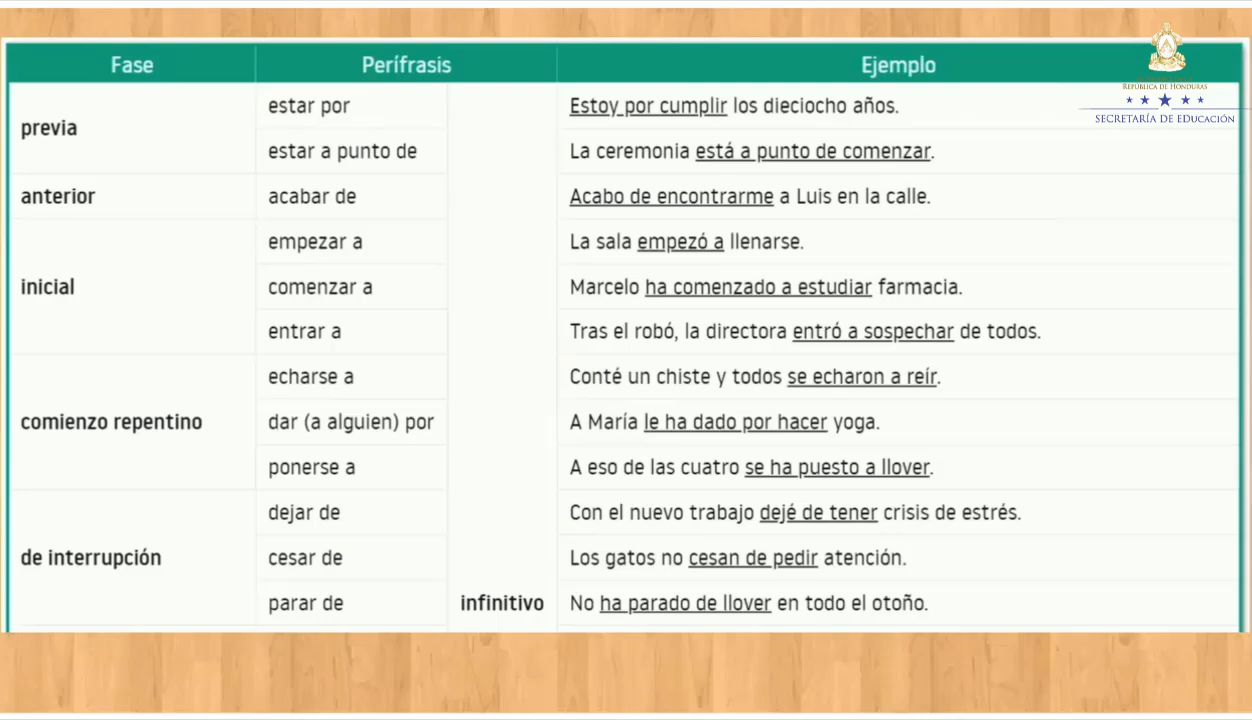 Fase Perífrasis Ejemplo
REPÚBLICA DE HONDURAS
SECRETARÍA DE EDUCACIÓN
previa
estar por Estoy por cumplir los dieciocho años.
estar a punto de La ceremonia está a punto de comenzar.
anterior acabar de Acabo de encontrarme a Luis en la calle.
inicial
empezar a La sala empezó a llenarse.
comenzar a Marcelo ha comenzado a estudiar farmacia.
entrar a Tras el robó, la directora entró a sospechar de todos.
comienzo repentino
echarse a Conté un chiste y todos se echaron a reír.
dar (a alguien) por A María le ha dado por hacer yoga.
ponerse a A eso de las cuatro se ha puesto a llover.
de interrupción
dejar de Con el nuevo trabajo dejé de tener crisis de estrés.
cesar de Los gatos no cesan de pedir atención.
parar de infinitivo No ha parado de llover en todo el otoño.